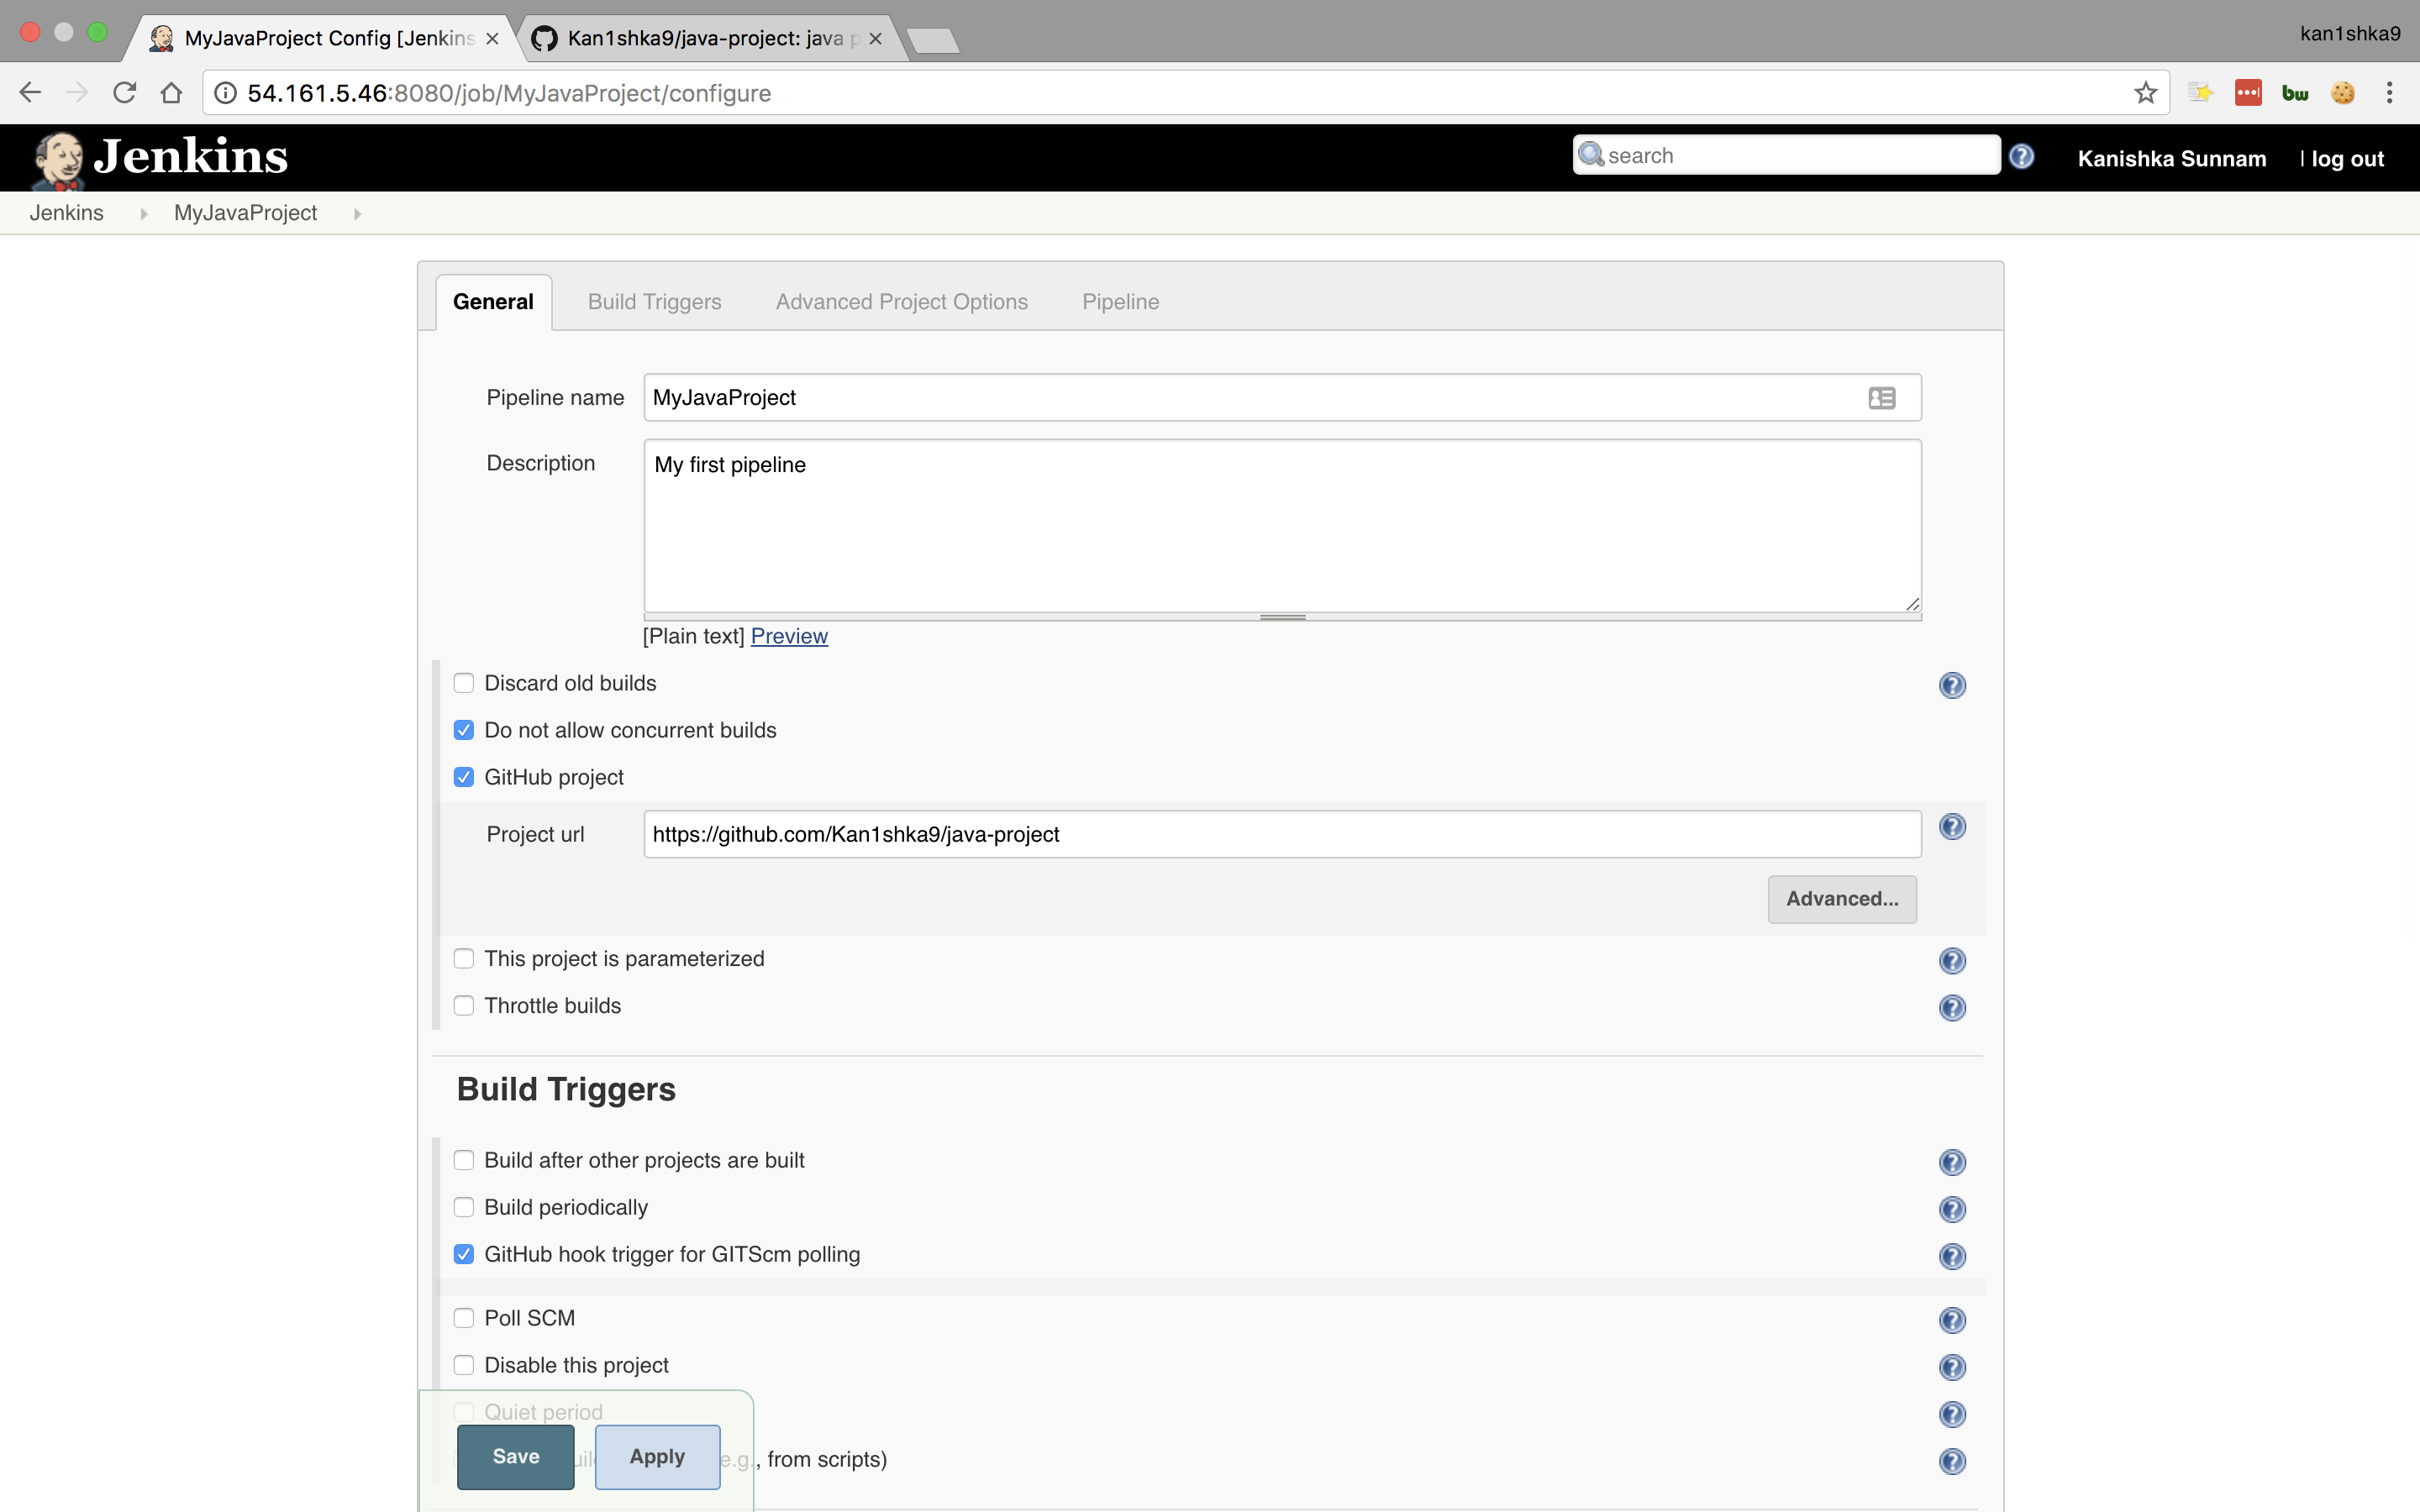 MyJavaProject Config [Jenkins
Kan1shka9/java-project: java p
kan1shka9
54.161.5.46:8080/job/MyJavaProject/configure
bw
Jenkins
search
Kanishka Sunnam
| log out
Jenkins
MyJavaProject
General
Build Triggers
Advanced Project Options
Pipeline
Pipeline name
MyJavaProject
Description
My first pipeline
[Plain text] Preview
Discard old builds
Do not allow concurrent builds
GitHub project
Project url
https://github.com/Kan1shka9/java-project
Advanced...
This project is parameterized
Throttle builds
Build Triggers
Build after other projects are built
Build periodically
GitHub hook trigger for GITScm polling
Poll SCM
Disable this project
Quiet period
Save
Apply
e.g., from scripts)